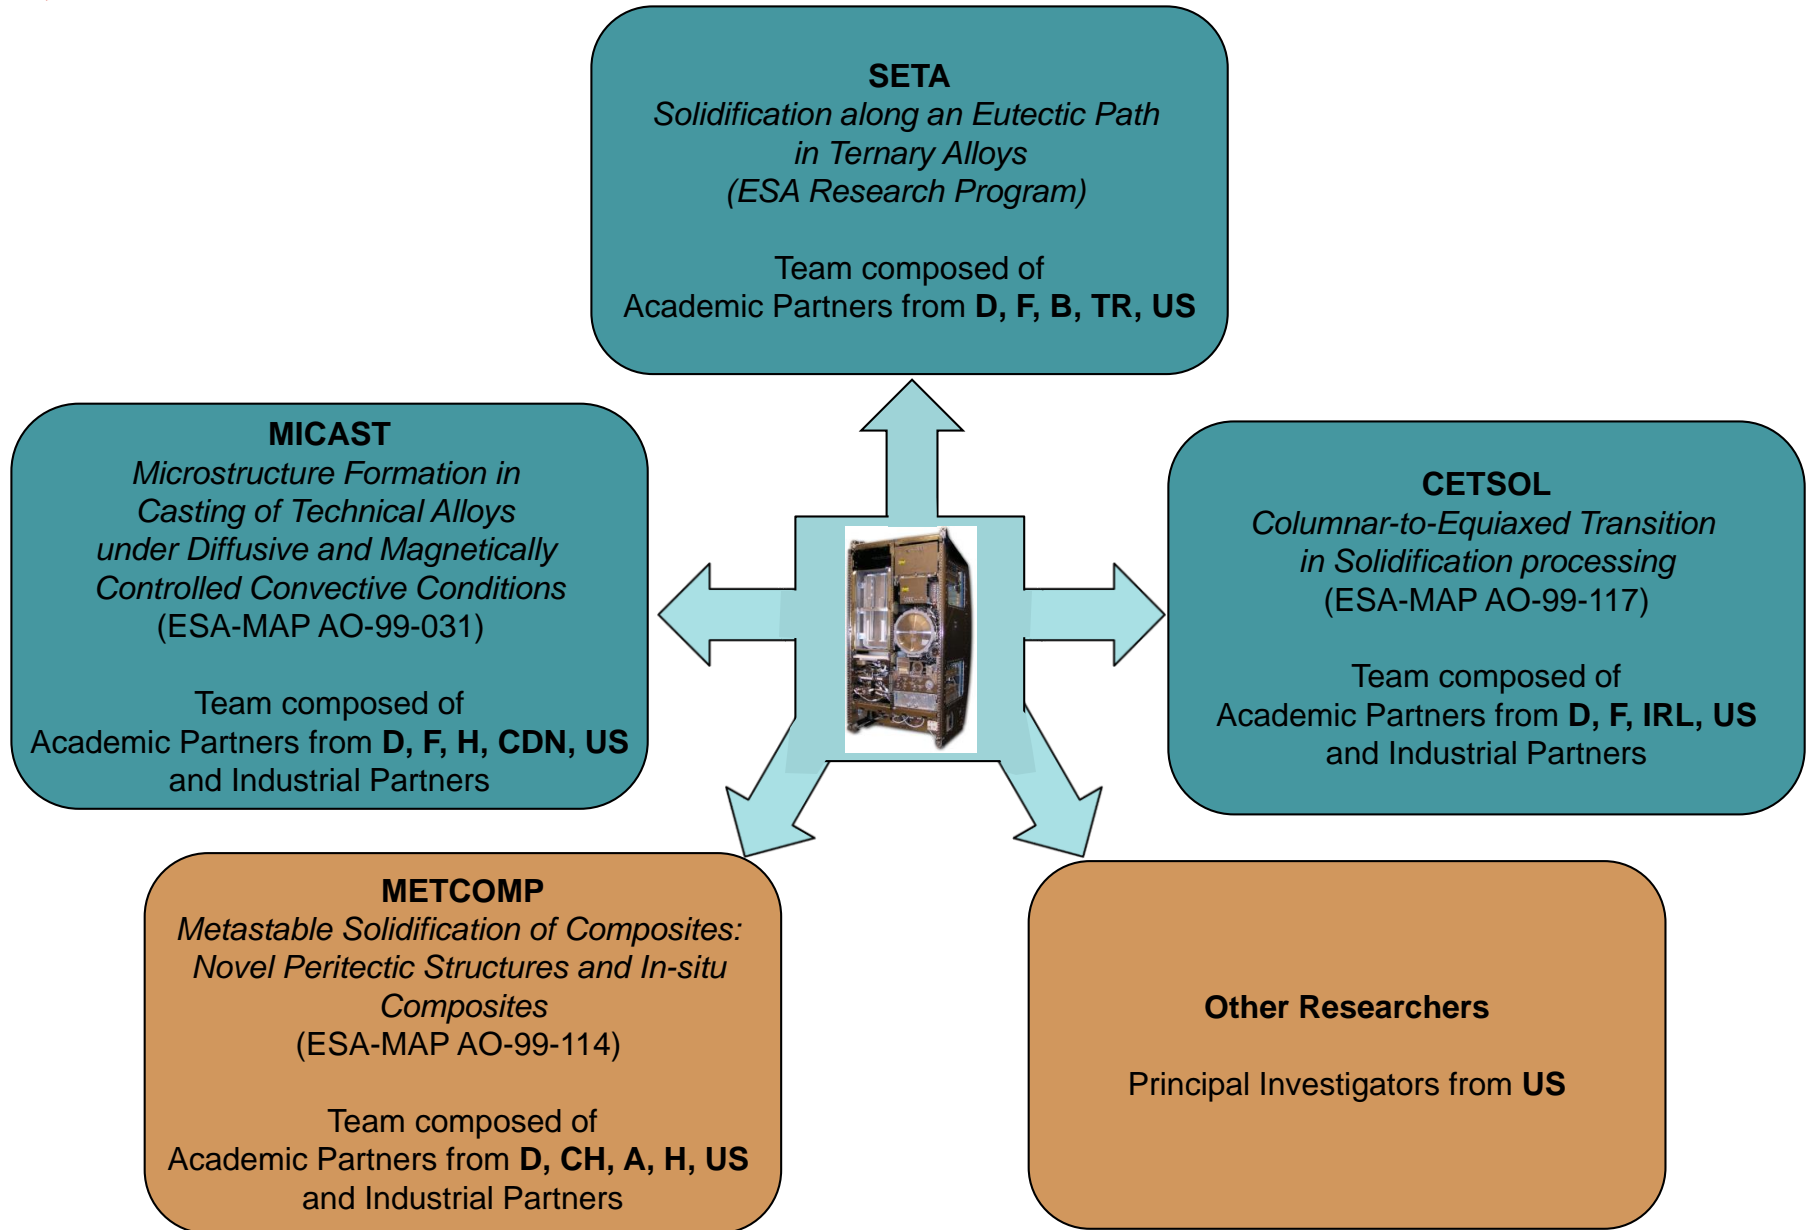 SETA
Solidification along an Eutectic Path
in Ternary Alloys
(ESA Research Program)
Team composed of
Academic Partners from D, F, B, TR, US
MICAST
Microstructure Formation in
Casting of Technical Alloys
under Diffusive and Magnetically
Controlled Convective Conditions
(ESA-MAP AO-99-031)
Team composed of
Academic Partners from D, F, H, CDN, US
and Industrial Partners
CETSOL
Columnar-to-Equiaxed Transition
in Solidification processing
(ESA-MAP AO-99-117)
Team composed of
Academic Partners from D, F, IRL, US
and Industrial Partners
METCOMP
Metastable Solidification of Composites:
Novel Peritectic Structures and In-situ
Composites
(ESA-MAP AO-99-114)
Team composed of
Academic Partners from D, CH, A, H, US
and Industrial Partners
Other Researchers
Principal Investigators from US